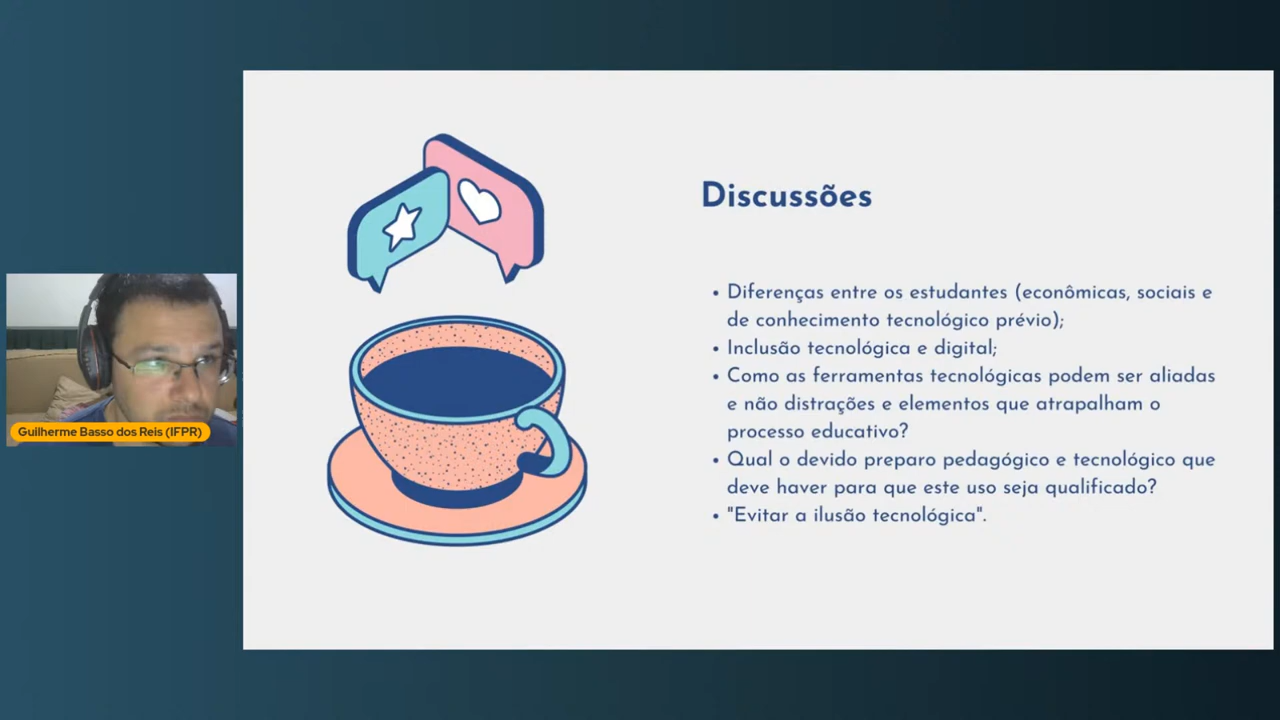 Discussões
• Diferenças entre os estudantes (econômicas, sociais e
de conhecimento tecnológico prévio);
• Inclusão tecnológica e digital;
• Como as ferramentas tecnológicas podem ser aliadas
e não distrações e elementos que atrapalham o
processo educativo?
• Qual o devido preparo pedagógico e tecnológico que
deve haver para que este uso seja qualificado?
• "Evitar a ilusão tecnológica".
Guilherme Basso dos Reis (IFPR)